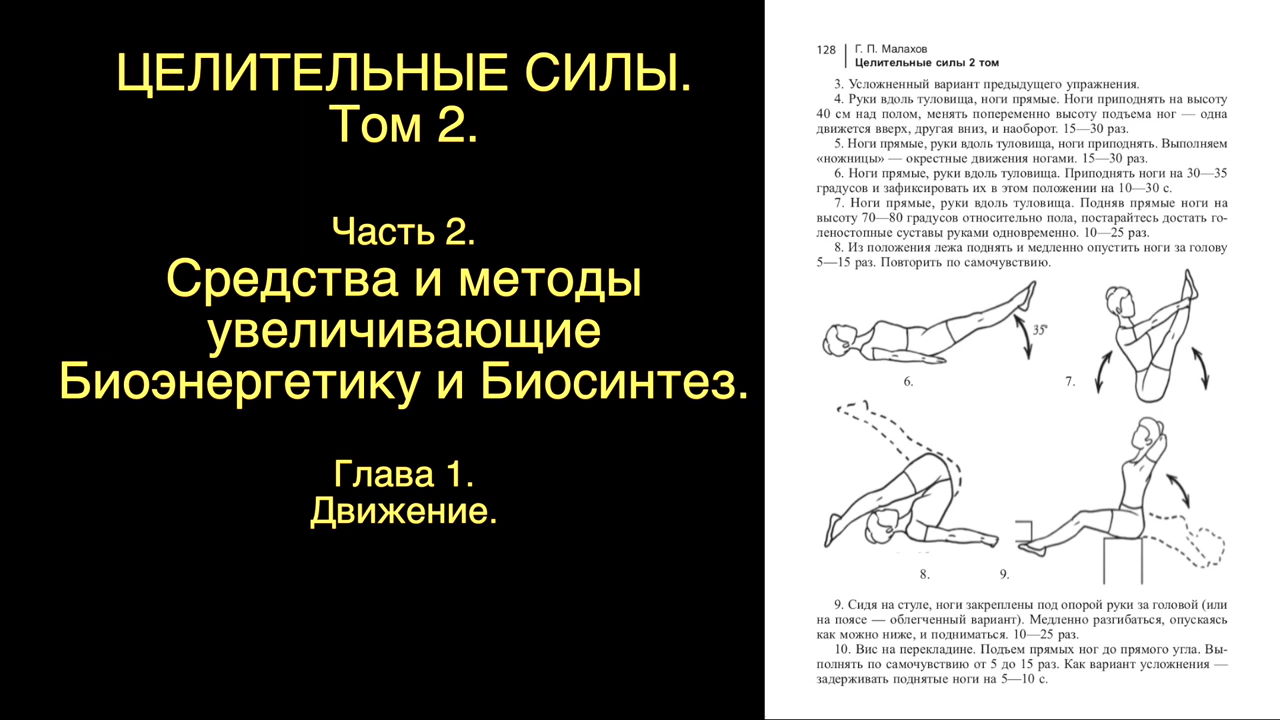 ЦЕЛИТЕЛЬНЫЕ СИЛЫ.
Том 2.
Часть 2.
Средства и методы
увеличивающие
Биоэнергетику и Биосинтез.
Глава 1.
Движение.
128
Г. П. Малахов
Целительные силы 2 том
3. Усложненный вариант предыдущего упражнения.
4. Руки вдоль туловища, ноги прямые. Ноги приподнять на высоту
40 см над полом, менять попеременно высоту подъема ног — одна
движется вверх, другая вниз, и наоборот. 15—30 раз.
5. Ноги прямые, руки вдоль туловища, ноги приподнять. Выполняем
«ножницы» — окрестные движения ногами. 15—30 раз.
6. Ноги прямые, руки вдоль туловища. Приподнять ноги на 30—35
градусов и зафиксировать их в этом положении на 10—30 с.
7. Ноги прямые, руки вдоль туловища. Подняв прямые ноги на
высоту 70—80 градусов относительно пола, постарайтесь достать го-
леностопные суставы руками одновременно. 10—25 раз.
8. Из положения лежа поднять и медленно опустить ноги за голову
5—15 раз. Повторить по самочувствию.
35°
6.
7.
8.
9.
9. Сидя на стуле, ноги закреплены под опорой руки за головой (или
на поясе — облегченный вариант). Медленно разгибаться, опускаясь
как можно ниже, и подниматься. 10—25 раз.
10. Вис на перекладине. Подъем прямых ног до прямого угла. Вы-
полнять по самочувствию от 5 до 15 раз. Как вариант усложнения —
задерживать поднятые ноги на 5—10 с.